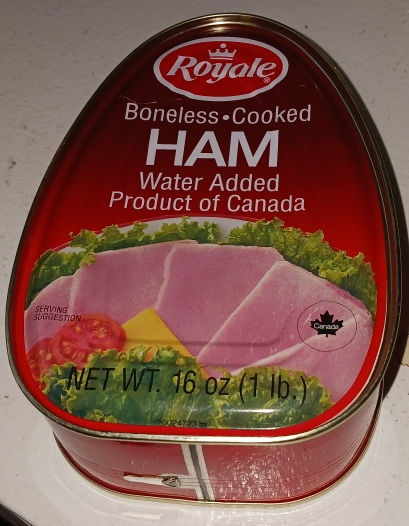 Royale®
Boneless•Cooked
HAM
Water Added
Product of Canada
SERVING
SUGGESTION
Canada
NET WT. 16 oz (1 lb.)